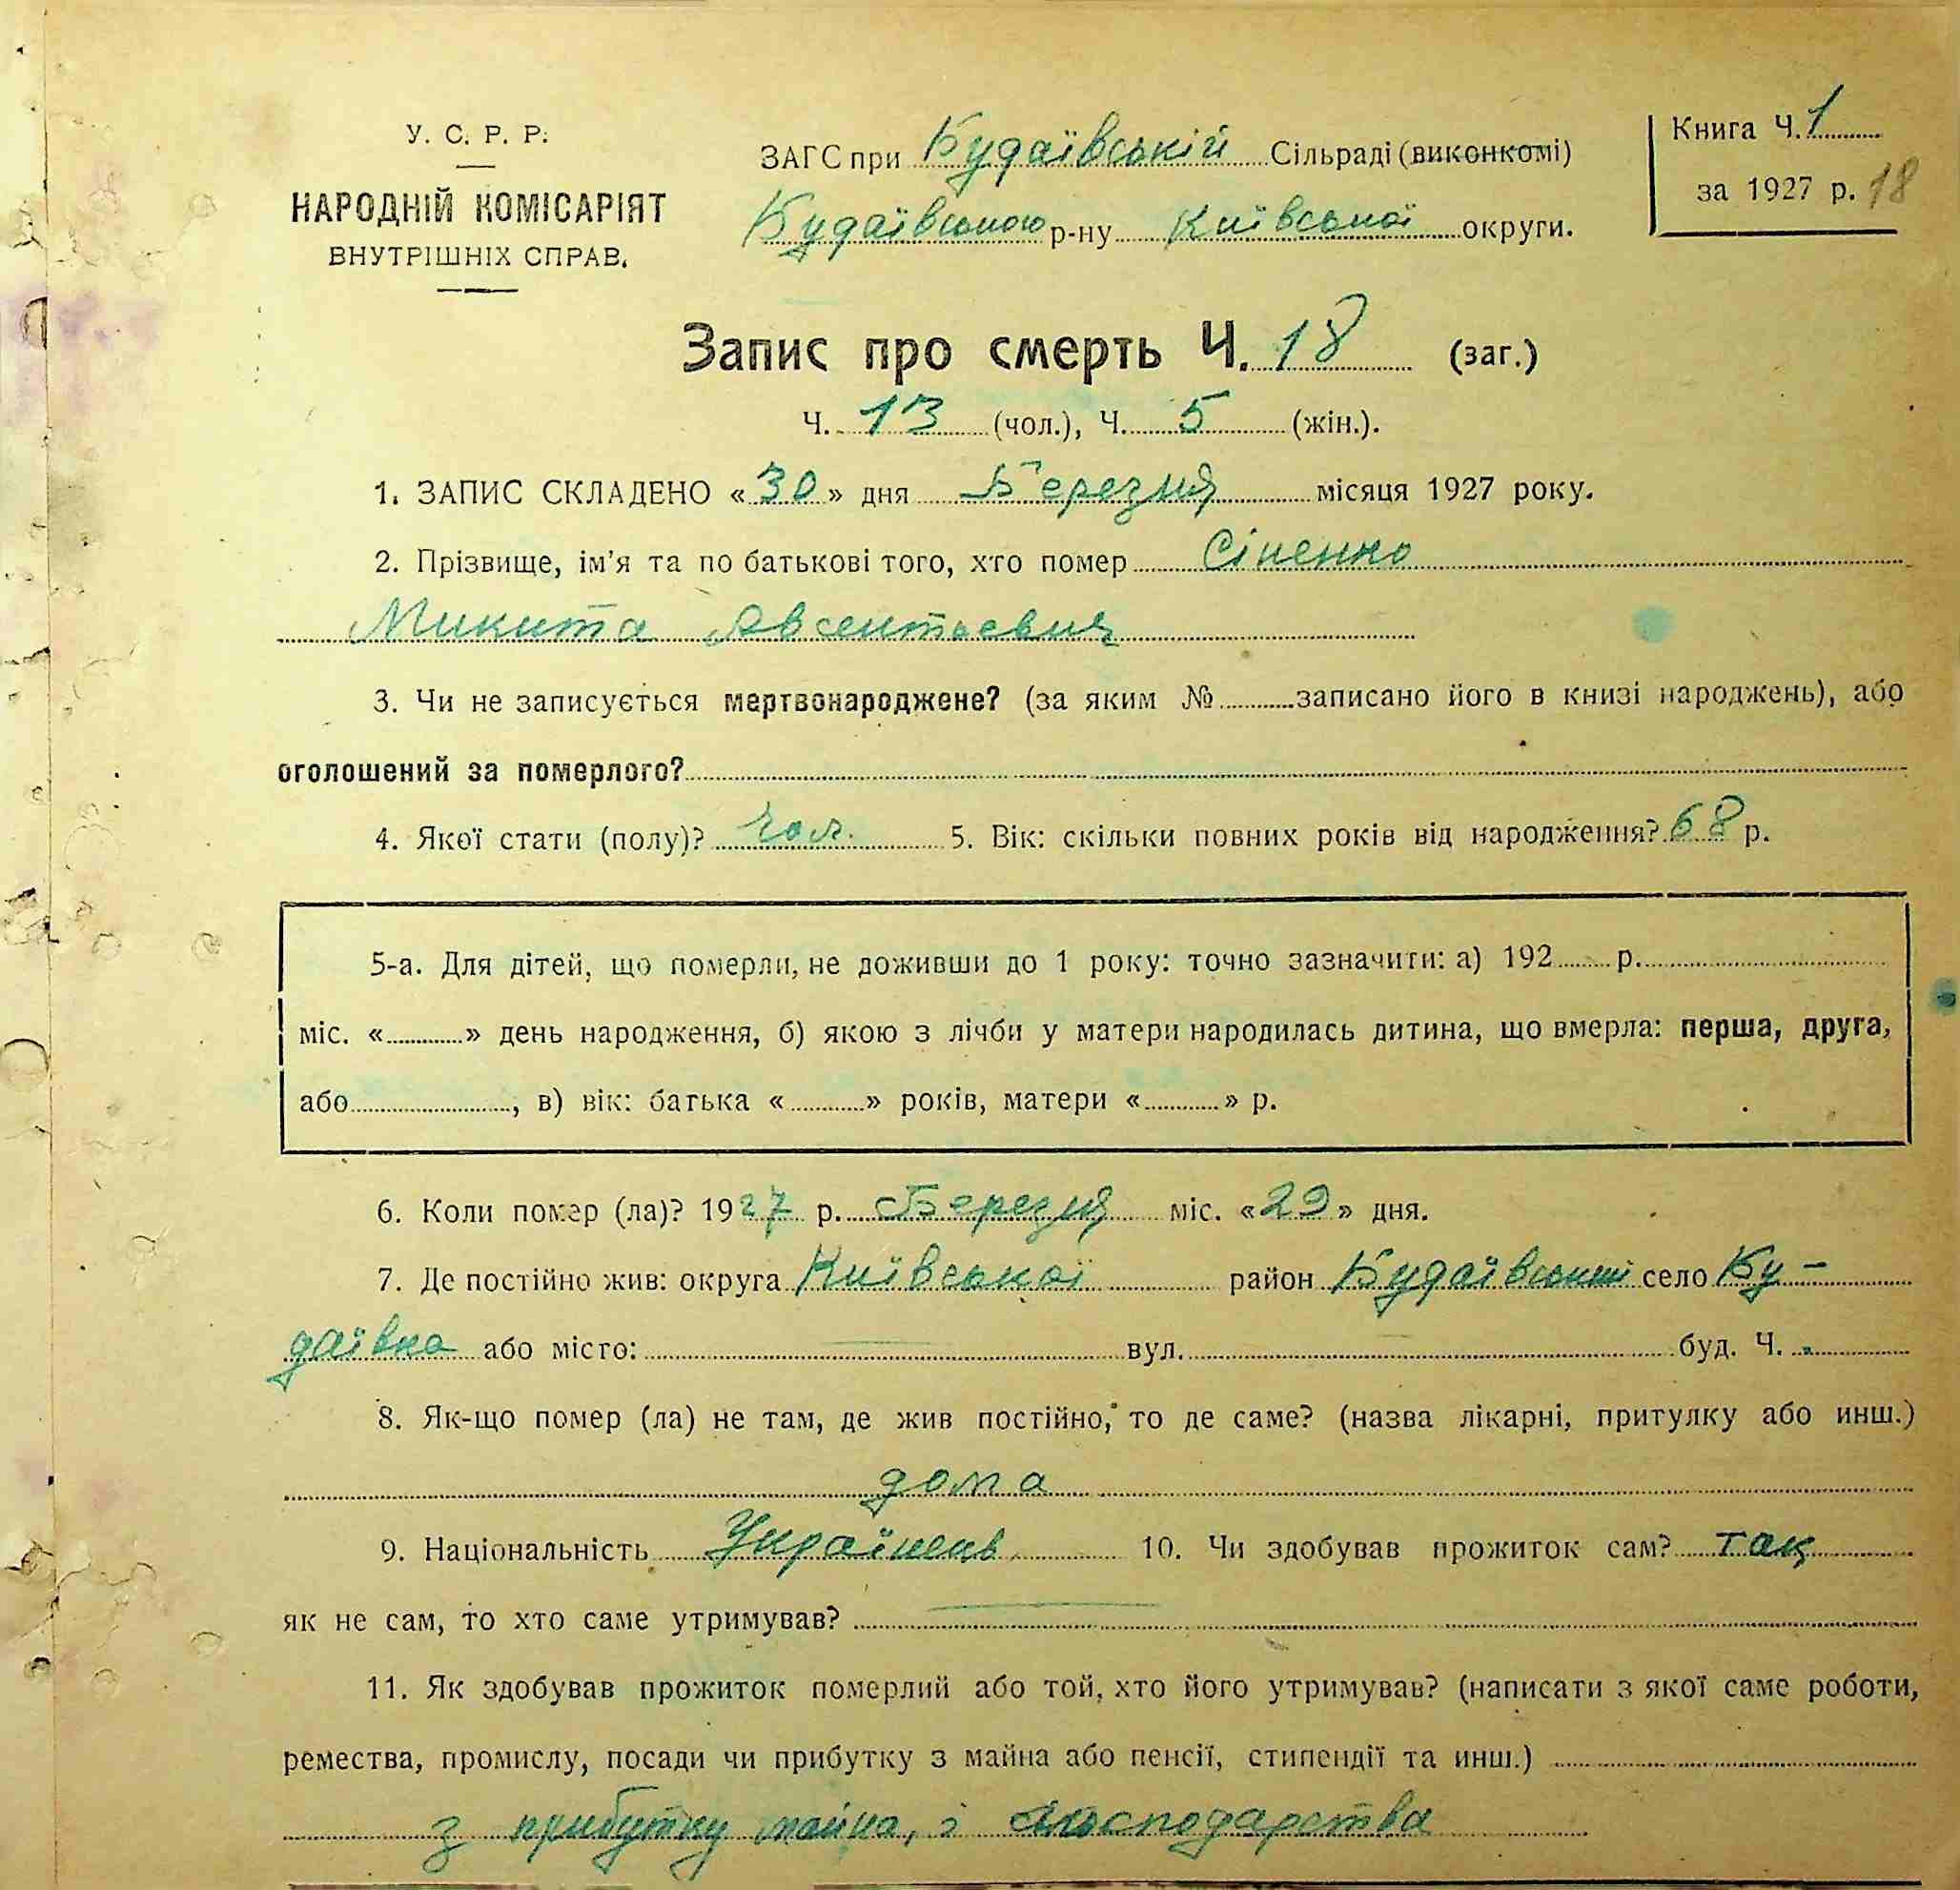 У. С. Р. Р.
НАРОДНІЙ КОМІСАРІЯТ
ВНУТРІШНІХ СПРАВ.
ЗАГС при Будаївській Сільраді (виконкомі)
Будаївського р-ну Київської округи.
Книга Ч. 1
за 1927 р. 18
Запис про смерть Ч. 18 (заг.)
Ч. 13 (чол.), Ч. 5 (жін.).
1. ЗАПИС СКЛАДЕНО «30» дня Березня місяця 1927 року.
2. Прізвище, ім'я та по батькові того, хто помер Сіненко
Микита Авсентьевич
3. Чи не записується мертвонароджене? (за яким № записано його в книзі народжень), або
оголошений за померлого?
4. Якої стати (полу)? Чол. 5. Вік: скільки повних років від народження? 68 р.
5-а. Для дітей, що померли, не доживши до 1 року: точно зазначити: а) 192 р.
міс. « » день народження, б) якою з лічби у матери народилась дитина, що вмерла: перша, друга,
або , в) вік: батька « » років, матери « » р.
6. Коли помер (ла)? 1927 р. Березня міс. «29» дня.
7. Де постійно жив: округа Київської район Будаївський село Бу-
даївка або місто: вул. буд. Ч.
8. Як-що помер (ла) не там, де жив постійно, то де саме? (назва лікарні, притулку або инш.)
дома
9. Національність Українець 10. Чи здобував прожиток сам? так
як не сам, то хто саме утримував?
11. Як здобував прожиток померлий або той, хто його утримував? (написати з якої саме роботи,
ремества, промислу, посади чи прибутку з майна або пенсії, стипендії та инш.)
з прибутку майна, з господарства